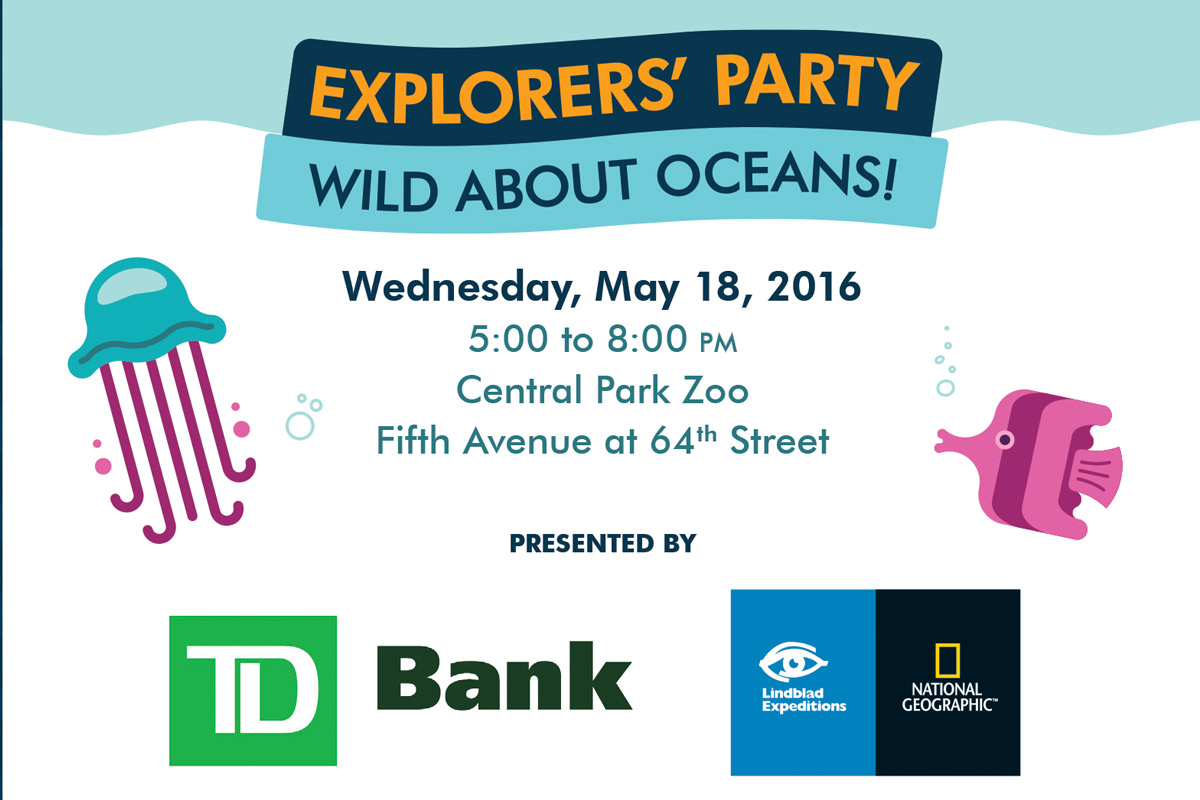 EXPLORERS’ PARTY
WILD ABOUT OCEANS!
Wednesday, May 18, 2016
5:00 to 8:00 PM
Central Park Zoo
Fifth Avenue at 64th Street
PRESENTED BY
TD Bank
Lindblad
Expeditions
NATIONAL
GEOGRAPHIC™